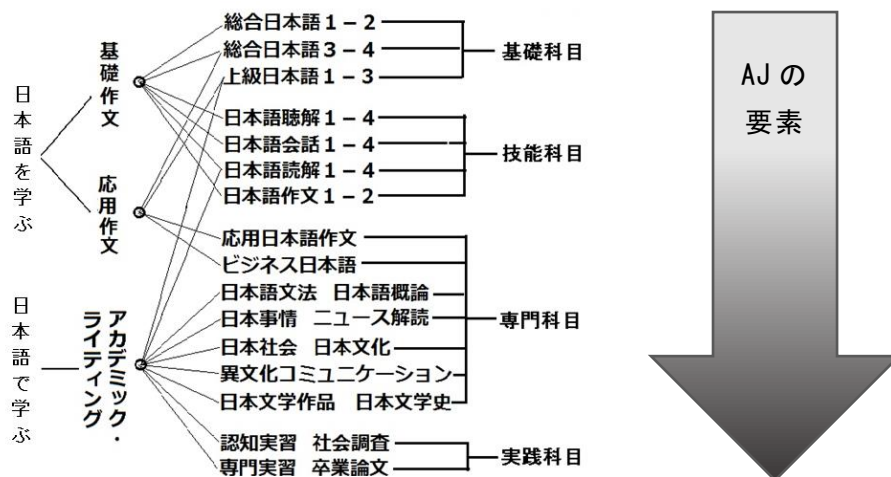 日本語を学ぶ
日本語で学ぶ
基礎作文
応用作文
アカデミック・
ライティング
総合日本語１－２
総合日本語３－４
上級日本語１－３
基礎科目
日本語聴解１－４
日本語会話１－４
日本語読解１－４
日本語作文１－２
技能科目
応用日本語作文
ビジネス日本語
日本語文法　日本語概論
日本事情　ニュース解読
日本社会　日本文化
異文化コミュニケーション
日本文学作品　日本文学史
専門科目
認知実習　社会調査
専門実習　卒業論文
実践科目
AJの
要素